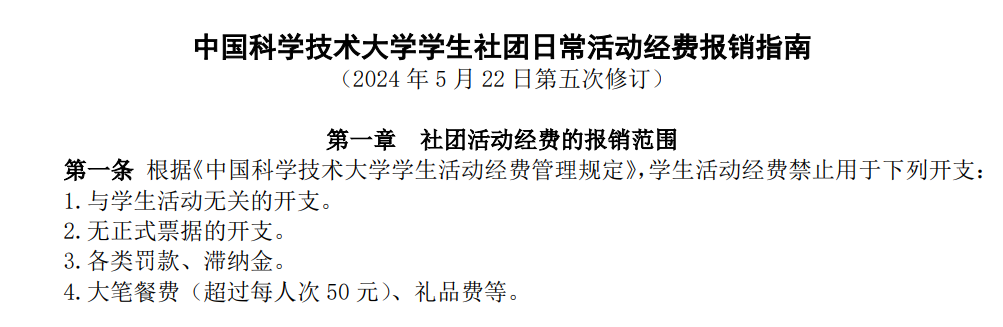 中国科学技术大学学生社团日常活动经费报销指南
（2024 年 5 月 22 日第五次修订）
第一章 社团活动经费的报销范围
第一条 根据《中国科学技术大学学生活动经费管理规定》，学生活动经费禁止用于下列开支：
1.与学生活动无关的开支。
2.无正式票据的开支。
3.各类罚款、滞纳金。
4.大笔餐费（超过每人次 50 元）、礼品费等。